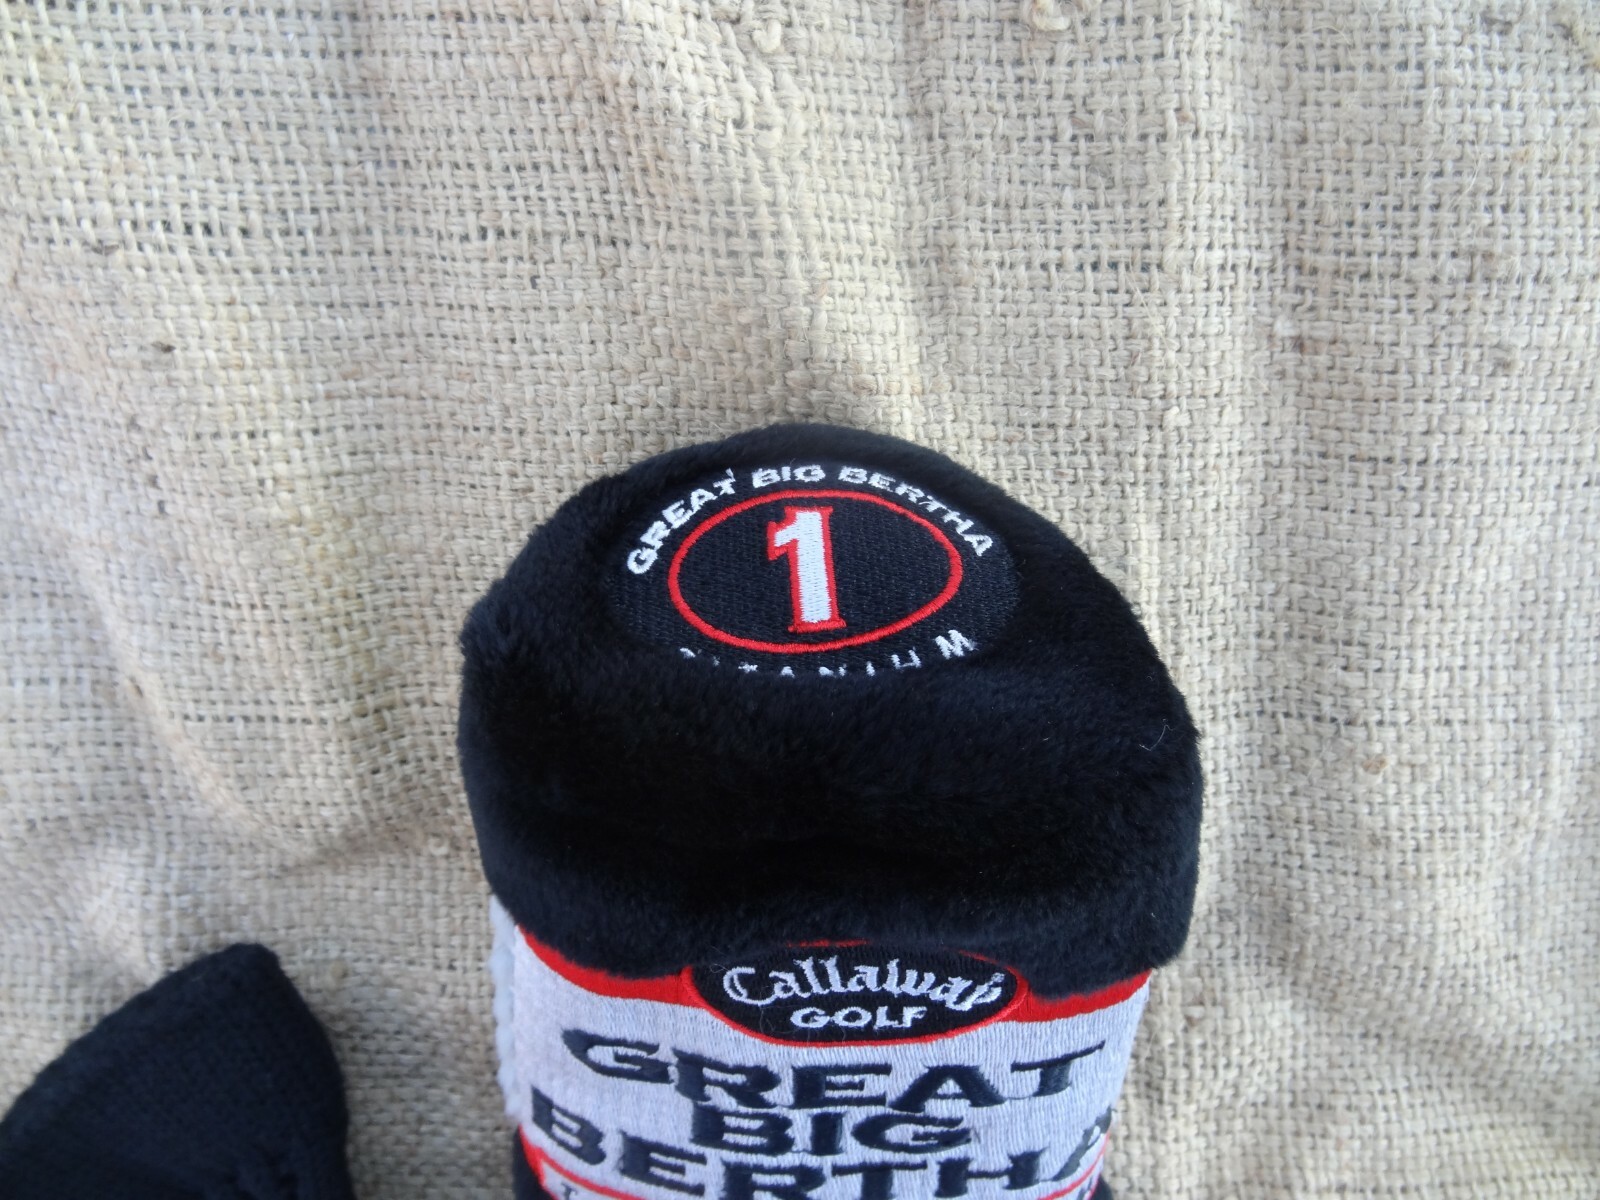 GREAT BIG BERTHA
1
TITANIUM
Callaway
GOLF
GREAT
BIG
BERTHA